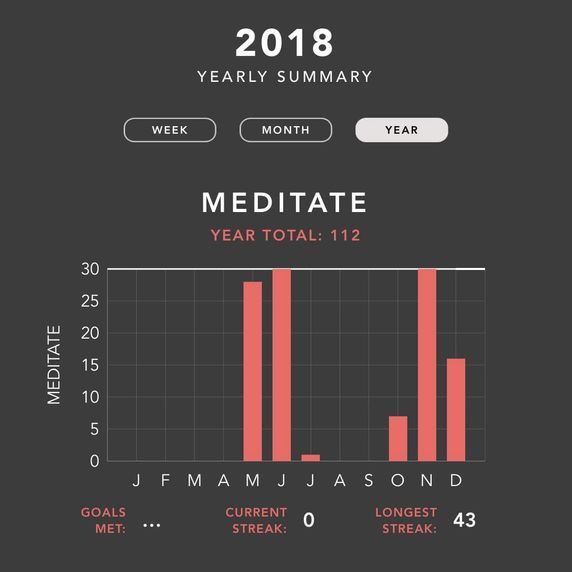 2018
YEARLY SUMMARY
WEEK MONTH YEAR
MEDITATE
YEAR TOTAL: 112
30
25
20
15
10
5
0
MEDITATE
J F M A M J J A S O N D
GOALS MET: ...
CURRENT STREAK: 0
LONGEST STREAK: 43